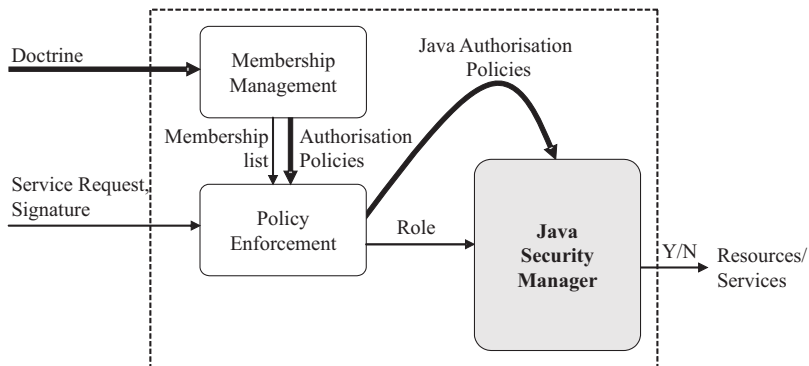 Doctrine
Membership
Management
Java Authorisation
Policies
Membership
list
Authorisation
Policies
Service Request,
Signature
Policy
Enforcement
Role
Java
Security
Manager
Y/N
Resources/
Services